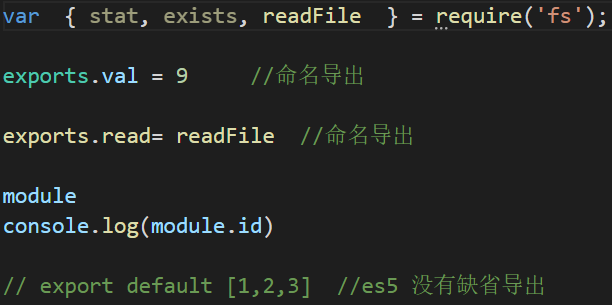 var  { stat, exists, readFile  } = require('fs');
exports.val = 9     //命名导出
exports.read= readFile  //命名导出
module
console.log(module.id)
// export default [1,2,3]  //es5 没有缺省导出